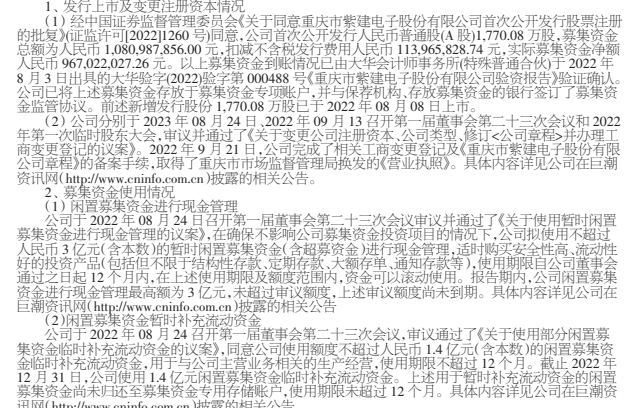 1、发行上市及变更注册资本情况
（1）经中国证券监督管理委员会《关于同意重庆市紫建电子股份有限公司首次公开发行股票注册
的批复》（证监许可[2022]1260 号）同意，公司首次公开发行人民币普通股（A 股）1,770.08 万股，募集资金
总额为人民币 1,080,987,856.00 元，扣减不含税发行费用人民币 113,965,828.74 元，实际募集资金净额
人民币 967,022,027.26 元。以上募集资金到账情况已由大华会计师事务所（特殊普通合伙）于 2022 年
8 月 3 日出具的大华验字（2022）验字第 000488 号《重庆市紫建电子股份有限公司验资报告》验证确认。
公司已将上述募集资金存放于募集资金专项账户，并与保荐机构、存放募集资金的银行签订了募集资
金监管协议。前述新增发行股份 1,770.08 万股已于 2022 年 08 月 08 日上市。
（2）公司分别于 2023 年 08 月 24 日、2022 年 09 月 13 召开第一届董事会第二十三次会议和 2022
年第一次临时股东大会，审议并通过了《关于变更公司注册资本、公司类型、修订<公司章程>并办理工
商变更登记的议案》。2022 年 9 月 21 日，公司完成了相关工商变更登记及《重庆市紫建电子股份有限
公司章程》的备案手续，取得了重庆市市场监督管理局换发的《营业执照》。具体内容详见公司在巨潮
资讯网（http://www.cninfo.com.cn）披露的相关公告。
2、募集资金使用情况
（1）闲置募集资金进行现金管理
公司于 2022 年 08 月 24 日召开第一届董事会第二十三次会议审议并通过了《关于使用暂时闲置
募集资金进行现金管理的议案》，在确保不影响公司募集资金投资项目的情况下，公司拟使用不超过
人民币 3 亿元（含本数）的暂时闲置募集资金（含超募资金）进行现金管理，适时购买安全性高、流动性
好的投资产品（包括但不限于结构性存款、定期存款、大额存单、通知存款等），使用期限自公司董事会
通过之日起 12 个月内，在上述使用期限及额度范围内，资金可以滚动使用。报告期内，公司闲置募集
资金进行现金管理最高额为 3 亿元，未超过审议额度，上述审议额度尚未到期。具体内容详见公司在
巨潮资讯网（http://www.cninfo.com.cn）披露的相关公告
（2）闲置募集资金暂时补充流动资金
公司于 2022 年 08 月 24 召开第一届董事会第二十三次会议，审议通过了《关于使用部分闲置募
集资金临时补充流动资金的议案》，同意公司使用额度不超过人民币 1.4 亿元（含本数）的闲置募集资
金临时补充流动资金，用于与公司主营业务相关的生产经营，使用期限不超过 12 个月。截止 2022 年
12 月 31 日，公司使用 1.4 亿元闲置募集资金临时补充流动资金。上述用于暂时补充流动资金的闲置
募集资金尚未归还至募集资金专用存储账户，使用期限未超过 12 个月。具体内容详见公司在巨潮资
讯网（http://www.cninfo.com.cn）披露的相关公告。